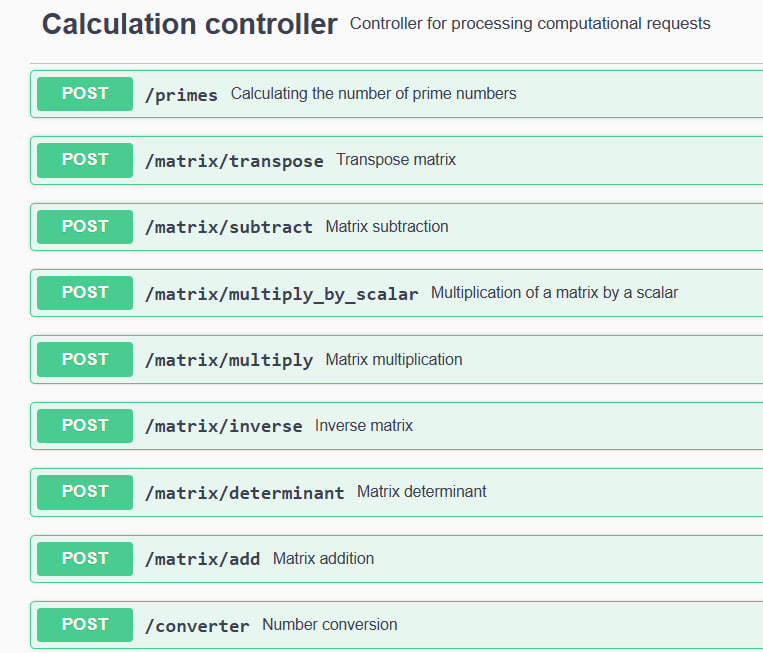 Calculation controller Controller for processing computational requests
POST /primes Calculating the number of prime numbers
POST /matrix/transpose Transpose matrix
POST /matrix/subtract Matrix subtraction
POST /matrix/multiply_by_scalar Multiplication of a matrix by a scalar
POST /matrix/multiply Matrix multiplication
POST /matrix/inverse Inverse matrix
POST /matrix/determinant Matrix determinant
POST /matrix/add Matrix addition
POST /converter Number conversion